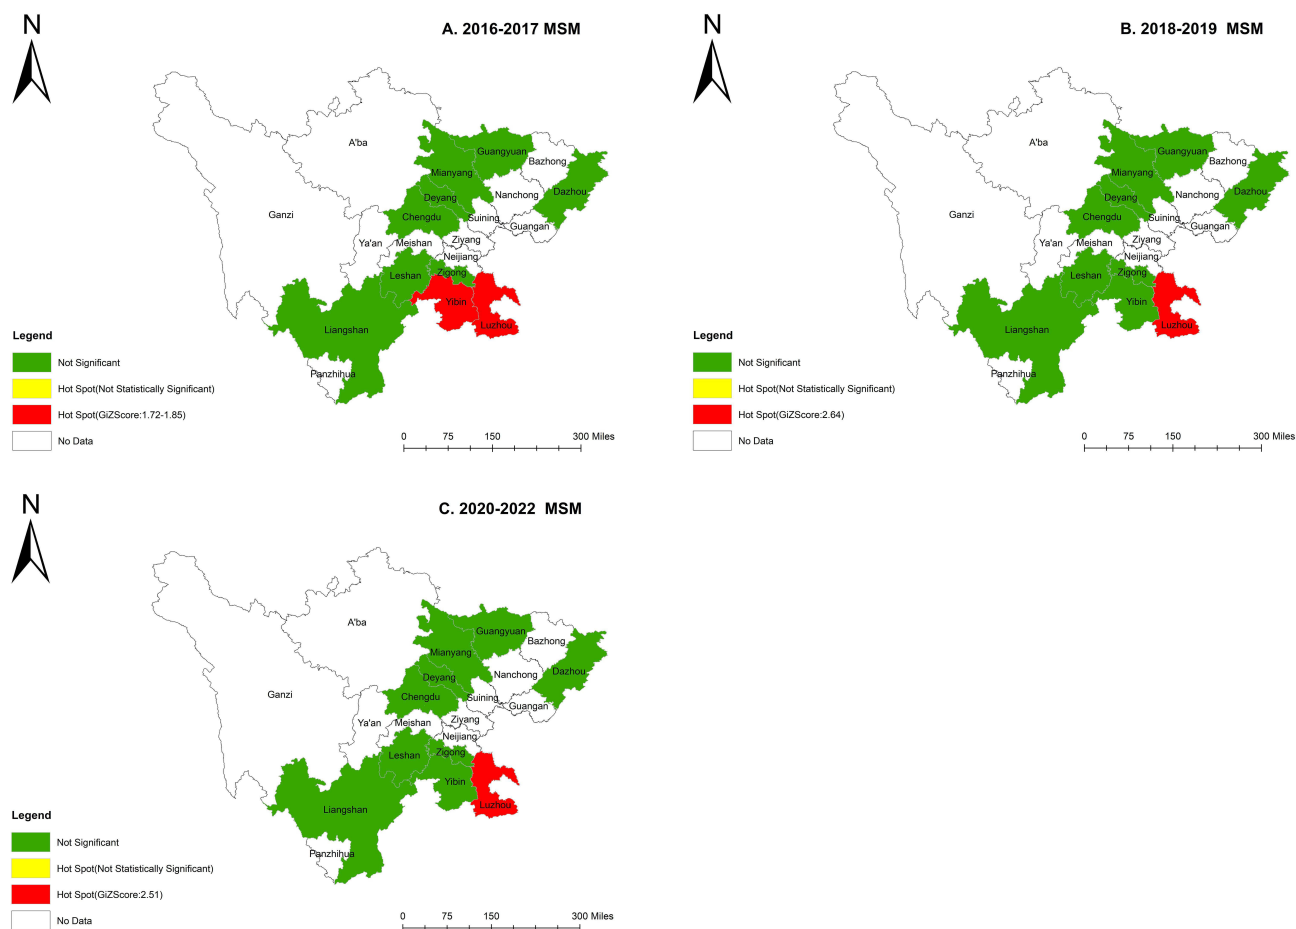 N
A. 2016-2017 MSM
A'ba
Guangyuan
Bazhong
Mianyang
Dazhou
Deyang
Nanchong
Ganzi
Chengdu
Suining
Guangan
Ya'an
Meishan
Ziyang
Neijiang
Leshan
Zigong
Yibin
Luzhou
Liangshan
Panzhihua
Legend
Not Significant
Hot Spot(Not Statistically Significant)
Hot Spot(GiZScore:1.72-1.85)
No Data
0 75 150 300 Miles
N
B. 2018-2019 MSM
A'ba
Guangyuan
Bazhong
Mianyang
Dazhou
Deyang
Nanchong
Ganzi
Chengdu
Suining
Guangan
Ya'an
Meishan
Ziyang
Neijiang
Leshan
Zigong
Yibin
Luzhou
Liangshan
Panzhihua
Legend
Not Significant
Hot Spot(Not Statistically Significant)
Hot Spot(GiZScore:2.64)
No Data
0 75 150 300 Miles
N
C. 2020-2022 MSM
A'ba
Guangyuan
Bazhong
Mianyang
Dazhou
Deyang
Nanchong
Ganzi
Chengdu
Suining
Guangan
Ya'an
Meishan
Ziyang
Neijiang
Leshan
Zigong
Yibin
Luzhou
Liangshan
Panzhihua
Legend
Not Significant
Hot Spot(Not Statistically Significant)
Hot Spot(GiZScore:2.51)
No Data
0 75 150 300 Miles